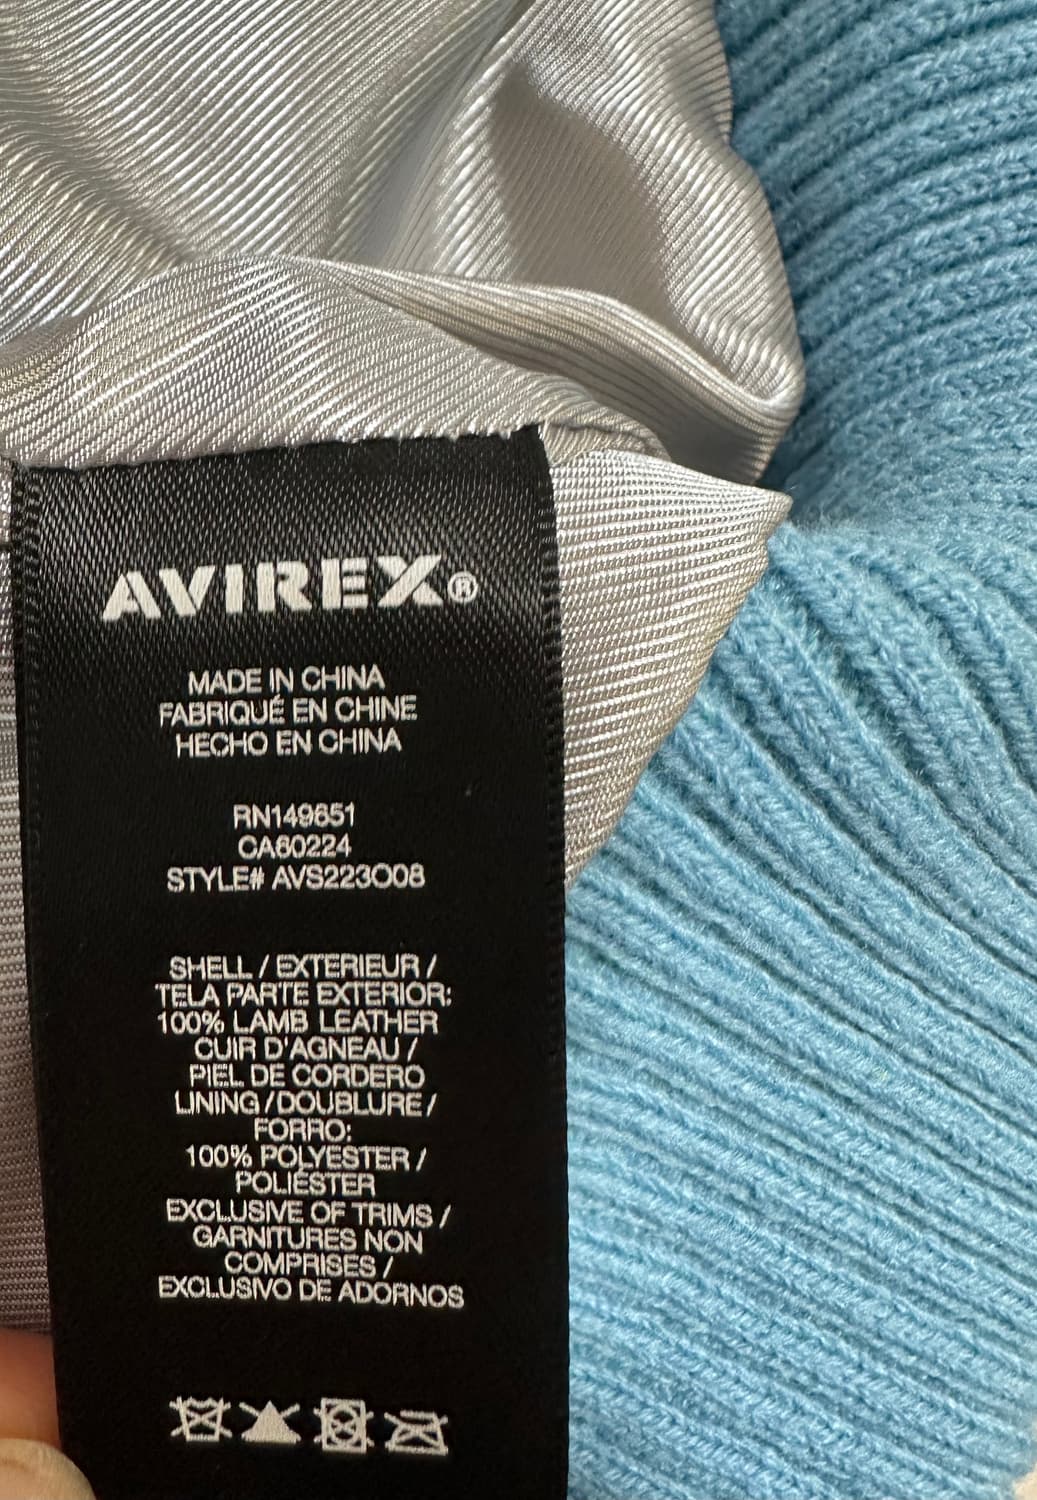 AVIREX®
MADE IN CHINA
FABRIQUÉ EN CHINE
HECHO EN CHINA
RN149651
CA60224
STYLE# AVS223O08
SHELL / EXTERIEUR /
TELA PARTE EXTERIOR:
100% LAMB LEATHER
CUIR D'AGNEAU /
PIEL DE CORDERO
LINING / DOUBLURE /
FORRO:
100% POLYESTER /
POLIÉSTER
EXCLUSIVE OF TRIMS /
GARNITURES NON
COMPRISES /
EXCLUSIVO DE ADORNOS